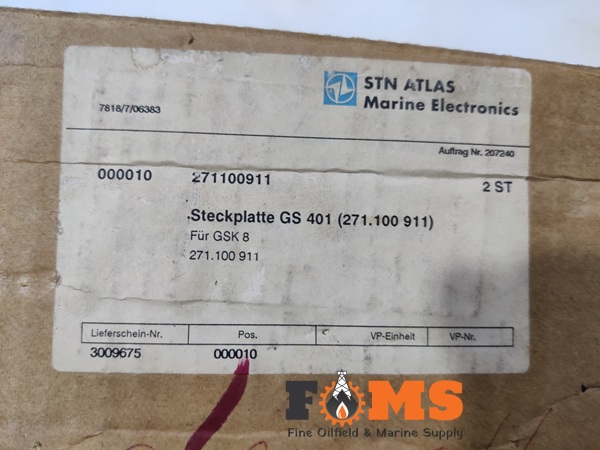 STN ATLAS
Marine Electronics
7818/7/06383
Auftrag Nr. 207240
000010 271100911 2 ST
Steckplatte GS 401 (271.100 911)
Für GSK 8
271.100 911
Lieferschein-Nr. Pos. VP-Einheit VP-Nr.
3009675 000010
FOMS
Fine Oilfield & Marine Supply